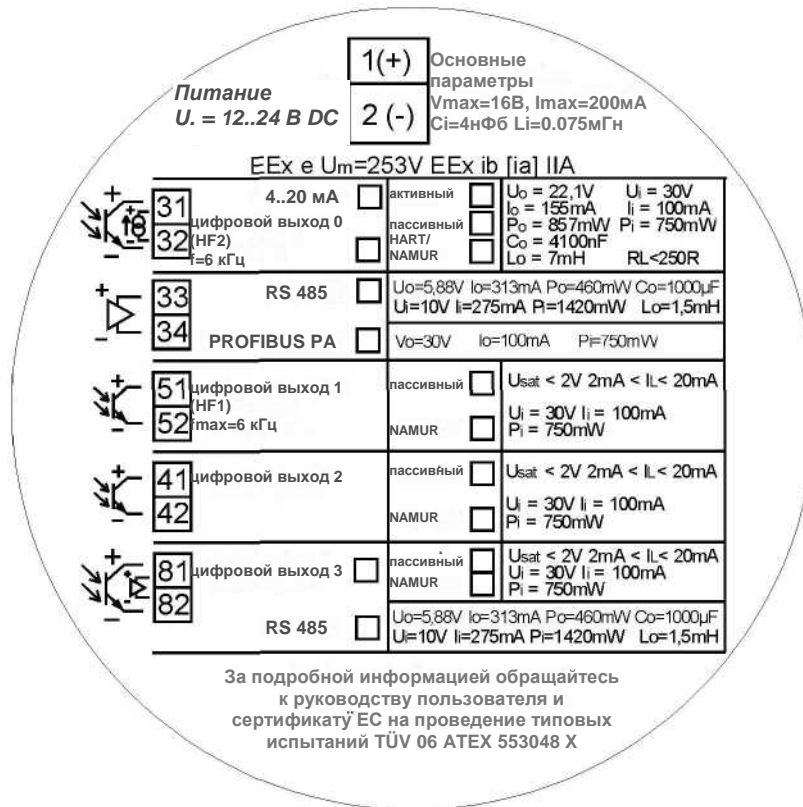 1(+)
2 (-)
Питание
U. = 12..24 В DC
Основные
параметры
Vmax=16В, Imax=200мА
Ci=4нФб Li=0.075мГн
EEx e Um=253V EEx ib [ia] IIA
31
32
4..20 мА
цифровой выход 0
(HF2)
f=6 кГц
активный
пассивный
HART/
NAMUR
Uo = 22,1V Ui = 30V
Io = 155mA Ii = 100mA
Po = 857mW Pi = 750mW
Co = 4100nF
Lo = 7mH RL<250R
33
34
RS 485
Uo=5,88V Io=313mA Po=460mW Co=1000µF
Ui=10V Ii=275mA Pi=1420mW Lo=1,5mH
PROFIBUS PA
Vo=30V Io=100mA Pi=750mW
51
52
цифровой выход 1
(HF1)
fmax=6 кГц
пассивный
NAMUR
Usat < 2V 2mA < IL< 20mA
Ui = 30V Ii = 100mA
Pi = 750mW
41
42
цифровой выход 2
пассивный
NAMUR
Usat < 2V 2mA < IL< 20mA
Ui = 30V Ii = 100mA
Pi = 750mW
81
82
цифровой выход 3
пассивный
NAMUR
Usat < 2V 2mA < IL< 20mA
Ui = 30V Ii = 100mA
Pi = 750mW
RS 485
Uo=5,88V Io=313mA Po=460mW Co=1000µF
Ui=10V Ii=275mA Pi=1420mW Lo=1,5mH
За подробной информацией обращайтесь
к руководству пользователя и
сертификату ЕС на проведение типовых
испытаний TÜV 06 ATEX 553048 X